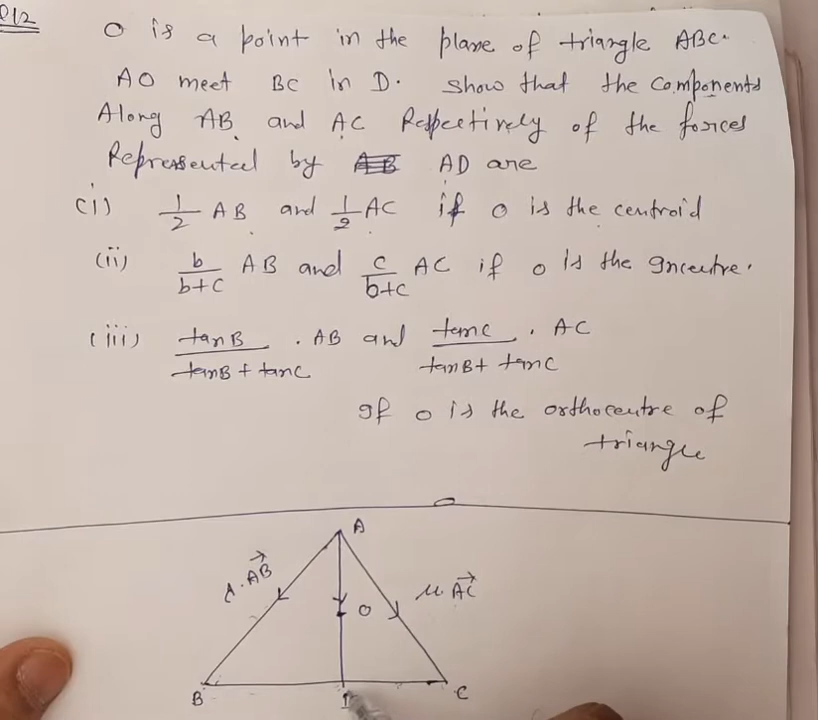 Q12
O is a point in the plane of triangle ABC.
AO meet BC in D. show that the Components
Along AB and AC Respectively of the forces
Represented by AD are
(i) 1/2 AB and 1/2 AC if O is the centroid
(ii) b/(b+c) AB and c/(b+c) AC if O is the Incentre.
(iii) tanB/(tanB + tanC) . AB and tanC/(tanB + tanC) . AC
If O is the orthocentre of
triangle
A
λ.AB→
O
μ.AC→
B
D
C